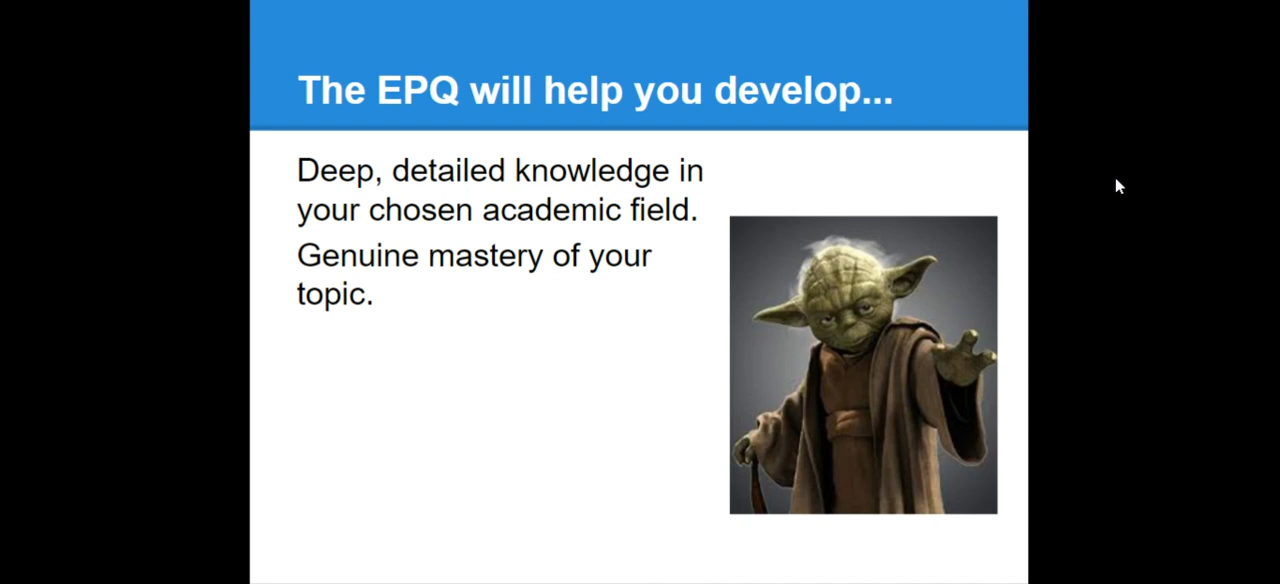 The EPQ will help you develop...
Deep, detailed knowledge in
your chosen academic field.
Genuine mastery of your
topic.